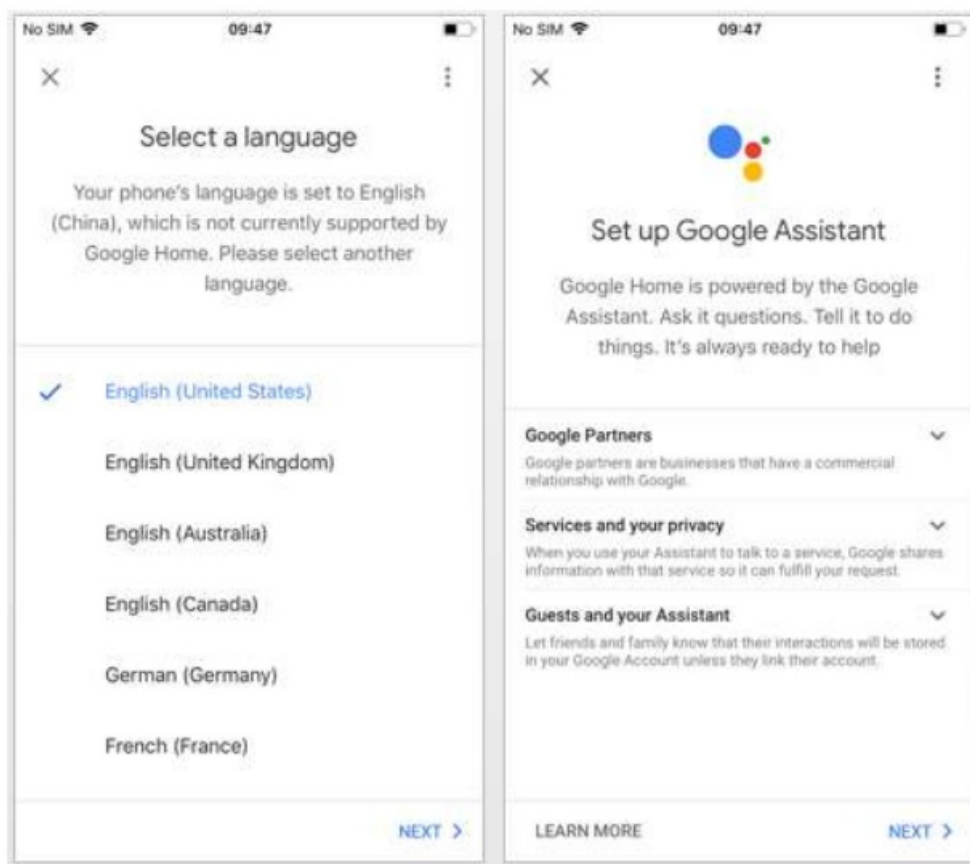 No SIM 09:47
Select a language
Your phone's language is set to English
(China), which is not currently supported by
Google Home. Please select another
language.
English (United States)
English (United Kingdom)
English (Australia)
English (Canada)
German (Germany)
French (France)
NEXT
No SIM 09:47
Set up Google Assistant
Google Home is powered by the Google
Assistant. Ask it questions. Tell it to do
things. It's always ready to help
Google Partners
Google partners are businesses that have a commercial
relationship with Google.
Services and your privacy
When you use your Assistant to talk to a service, Google shares
information with that service so it can fulfill your request.
Guests and your Assistant
Let friends and family know that their interactions will be stored
in your Google Account unless they link their account.
LEARN MORE NEXT